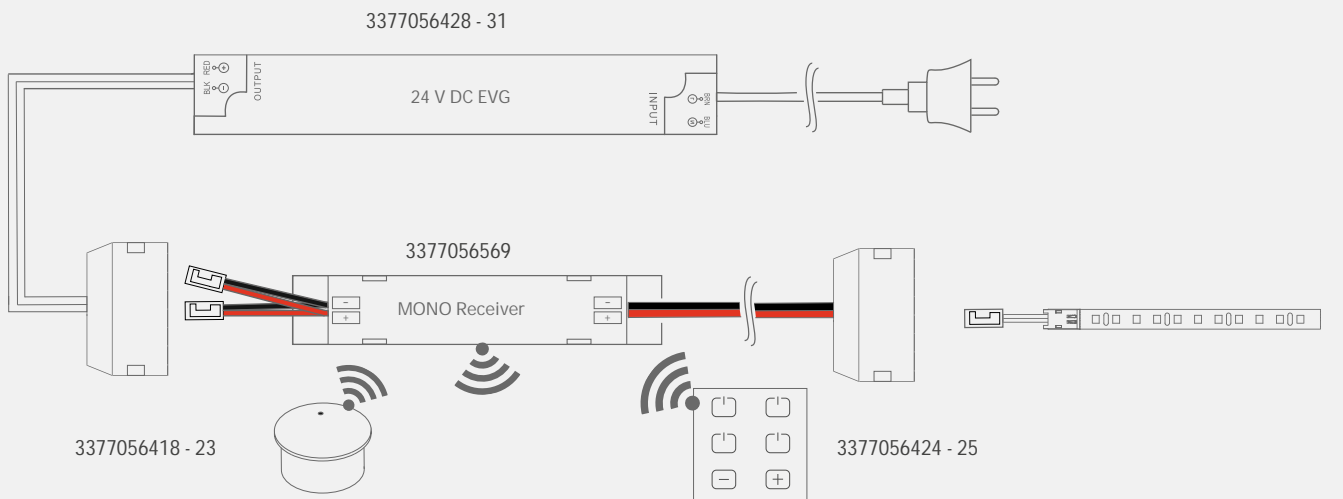 3377056428 - 31
RED +
BLK -
OUTPUT
24 V DC EVG
INPUT
BRN
BLU N
3377056569
- MONO Receiver -
+ +
3377056418 - 23
3377056424 - 25
- +